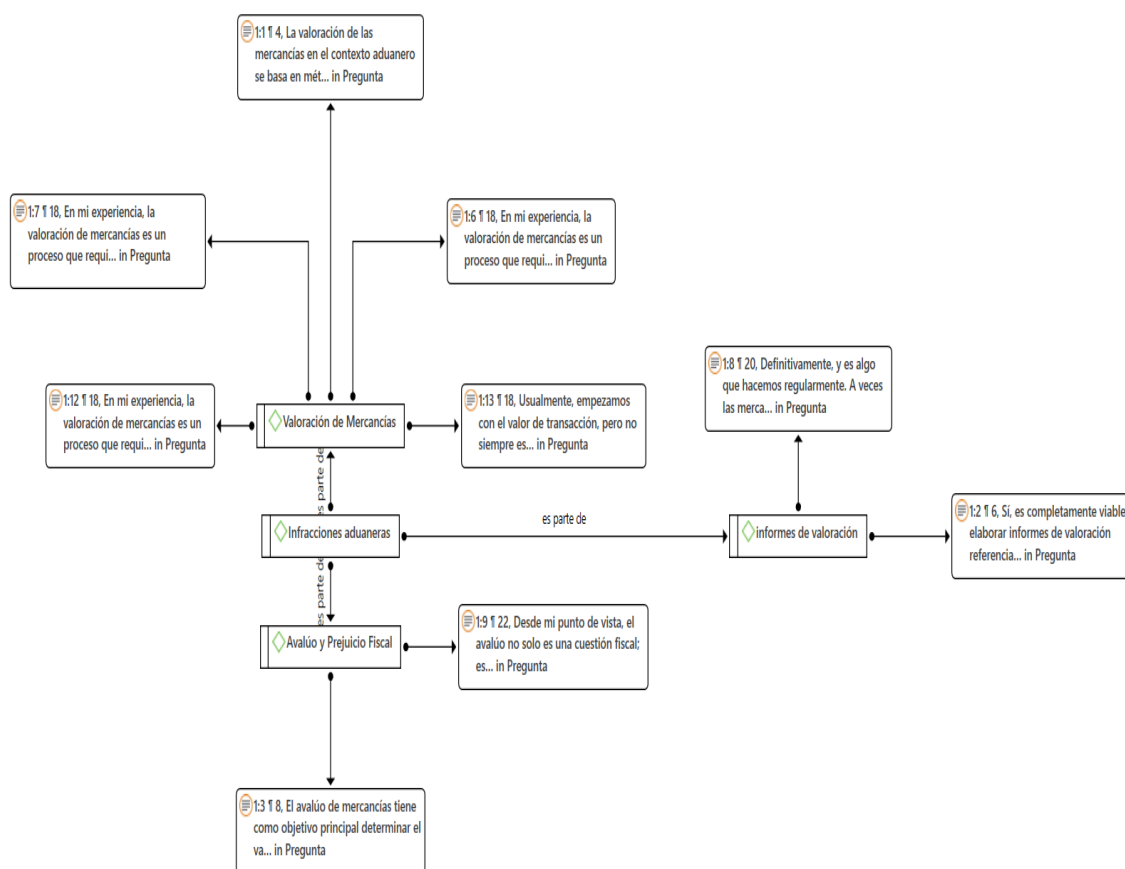 1:1 ¶ 4, La valoración de las
mercancías en el contexto aduanero
se basa en mét... in Pregunta
1:7 ¶ 18, En mi experiencia, la
valoración de mercancías es un
proceso que requi... in Pregunta
1:6 ¶ 18, En mi experiencia, la
valoración de mercancías es un
proceso que requi... in Pregunta
1:8 ¶ 20, Definitivamente, y es algo
que hacemos regularmente. A veces
las merca... in Pregunta
1:12 ¶ 18, En mi experiencia, la
valoración de mercancías es un
proceso que requi... in Pregunta
Valoración de Mercancías
1:13 ¶ 18, Usualmente, empezamos
con el valor de transacción, pero no
siempre es... in Pregunta
es parte de
Infracciones aduaneras
es parte de
informes de valoración
1:2 ¶ 6, Sí, es completamente viable
elaborar informes de valoración
referencia... in Pregunta
es parte de
Avalúo y Prejuicio Fiscal
1:9 ¶ 22, Desde mi punto de vista, el
avalúo no solo es una cuestión fiscal;
es... in Pregunta
1:3 ¶ 8, El avalúo de mercancías tiene
como objetivo principal determinar el
va... in Pregunta